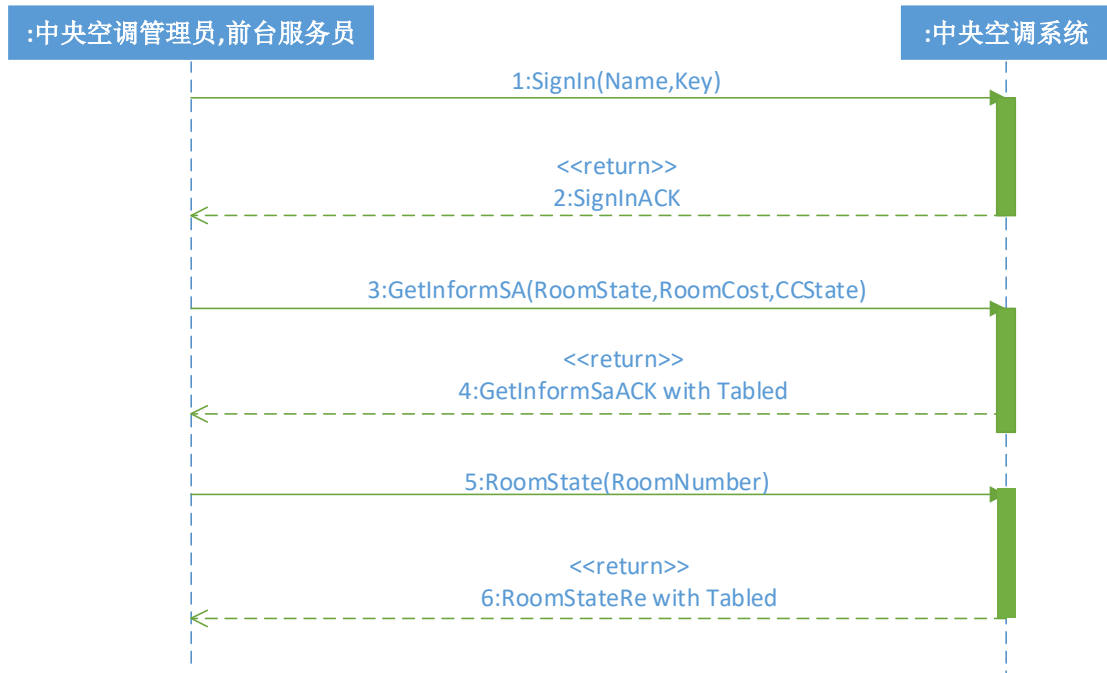 :中央空调管理员,前台服务员
:中央空调系统
1:SignIn(Name,Key)
<<return>>
2:SignInACK
3:GetInformSA(RoomState,RoomCost,CCState)
<<return>>
4:GetInformSaACK with Tabled
5:RoomState(RoomNumber)
<<return>>
6:RoomStateRe with Tabled